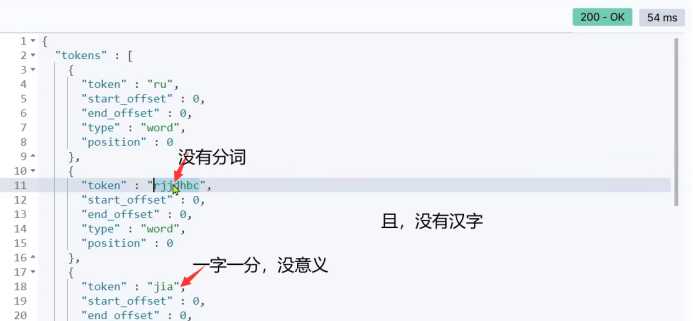 200 - OK
54 ms
1 {
2 "tokens" : [
3 {
4 "token" : "ru",
5 "start_offset" : 0,
6 "end_offset" : 0,
7 "type" : "word",
8 "position" : 0
9 },
没有分词
10 {
11 "token" : "rjjdhbc",
12 "start_offset" : 0,
13 "end_offset" : 0,
且，没有汉字
14 "type" : "word",
15 "position" : 0
16 },
一字一分，没意义
17 {
18 "token" : "jia",
19 "start_offset" : 0,
20 "end_offset" : 0,